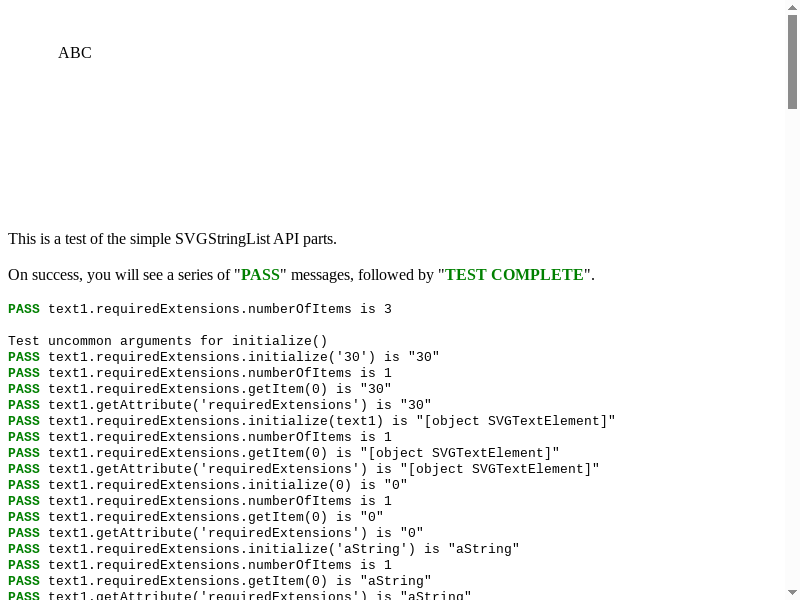 ABC
This is a test of the simple SVGStringList API parts.
On success, you will see a series of "PASS" messages, followed by "TEST COMPLETE".
PASS text1.requiredExtensions.numberOfItems is 3
Test uncommon arguments for initialize()
PASS text1.requiredExtensions.initialize('30') is "30"
PASS text1.requiredExtensions.numberOfItems is 1
PASS text1.requiredExtensions.getItem(0) is "30"
PASS text1.getAttribute('requiredExtensions') is "30"
PASS text1.requiredExtensions.initialize(text1) is "[object SVGTextElement]"
PASS text1.requiredExtensions.numberOfItems is 1
PASS text1.requiredExtensions.getItem(0) is "[object SVGTextElement]"
PASS text1.getAttribute('requiredExtensions') is "[object SVGTextElement]"
PASS text1.requiredExtensions.initialize(0) is "0"
PASS text1.requiredExtensions.numberOfItems is 1
PASS text1.requiredExtensions.getItem(0) is "0"
PASS text1.getAttribute('requiredExtensions') is "0"
PASS text1.requiredExtensions.initialize('aString') is "aString"
PASS text1.requiredExtensions.numberOfItems is 1
PASS text1.requiredExtensions.getItem(0) is "aString"
PASS text1.getAttribute('requiredExtensions') is "aString"